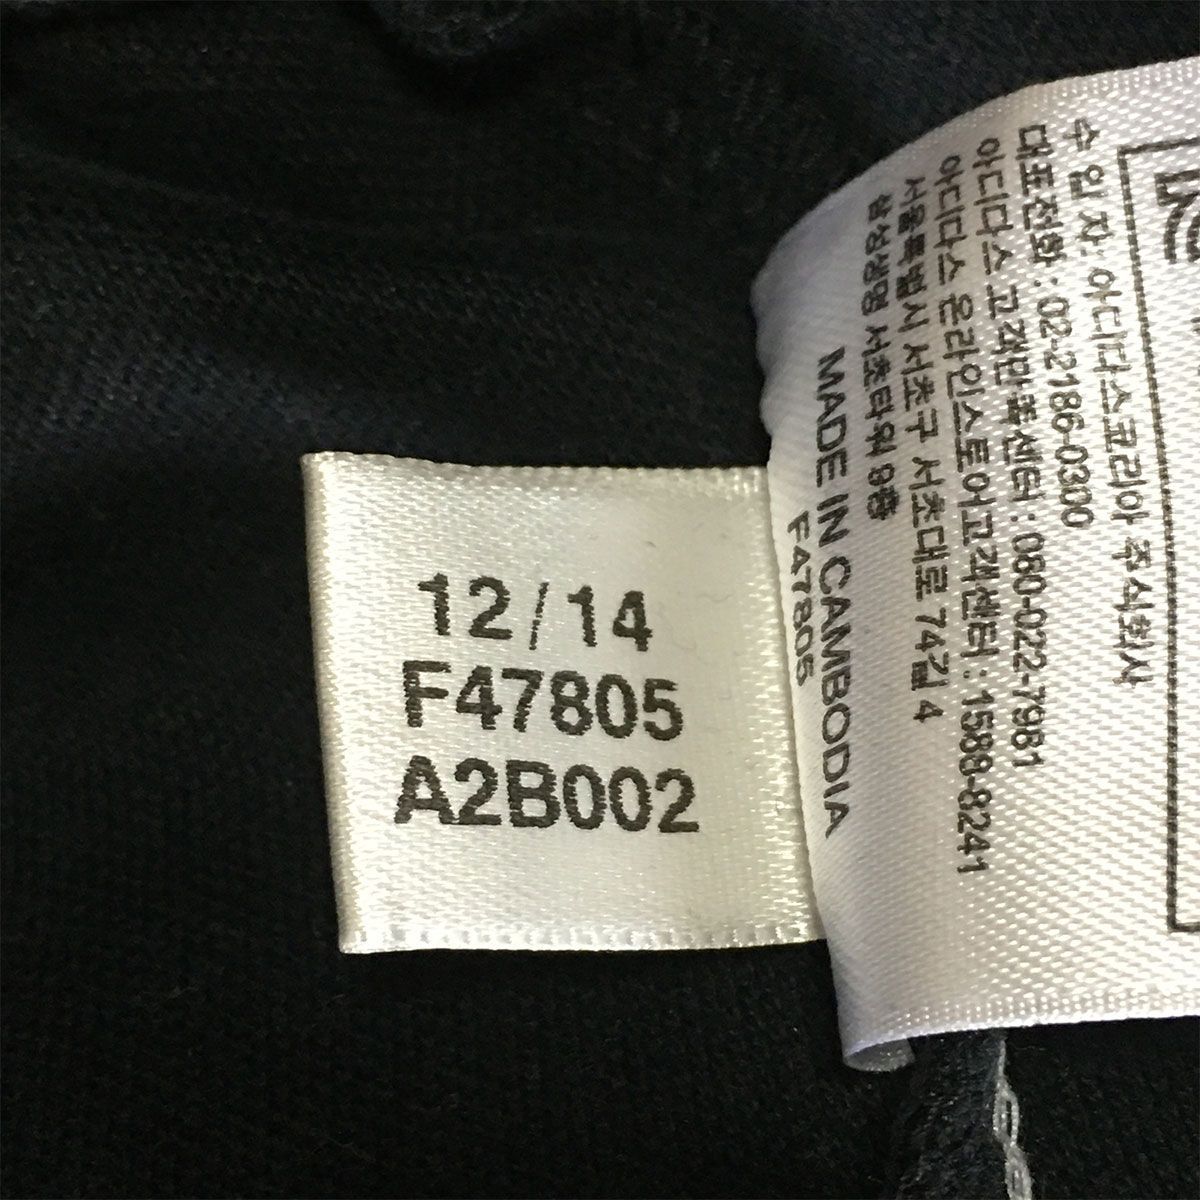 12/14
F47805
A2B002
수 입 자: 아디다스코리아 주식회사
대표전화 : 02-2186-0300
아디다스 고객만족센터 : 080-022-7981
아디다스 온라인스토어고객센터 : 1588-8241
서울특별시 서초구 서초대로 74길 4
삼성생명 서초타워 9층
MADE IN CAMBODIA
F47805